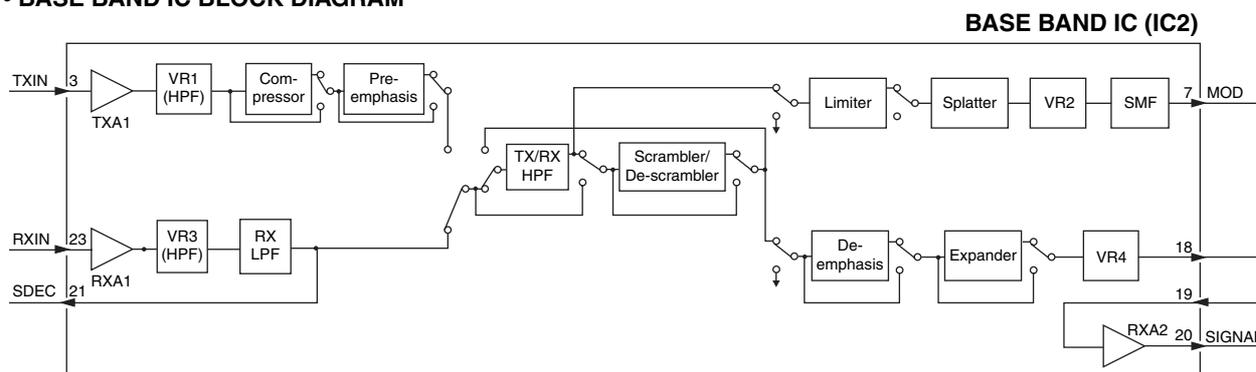 • BASE BAND IC BLOCK DIAGRAM
BASE BAND IC (IC2)
TXIN
3
TXA1
VR1
(HPF)
Com-
pressor
Pre-
emphasis
TX/RX
HPF
Scrambler/
De-scrambler
Limiter
Splatter
VR2
SMF
7
MOD
RXIN
23
RXA1
VR3
(HPF)
RX
LPF
SDEC
21
De-
emphasis
Expander
VR4
18
19
RXA2
20
SIGNAL